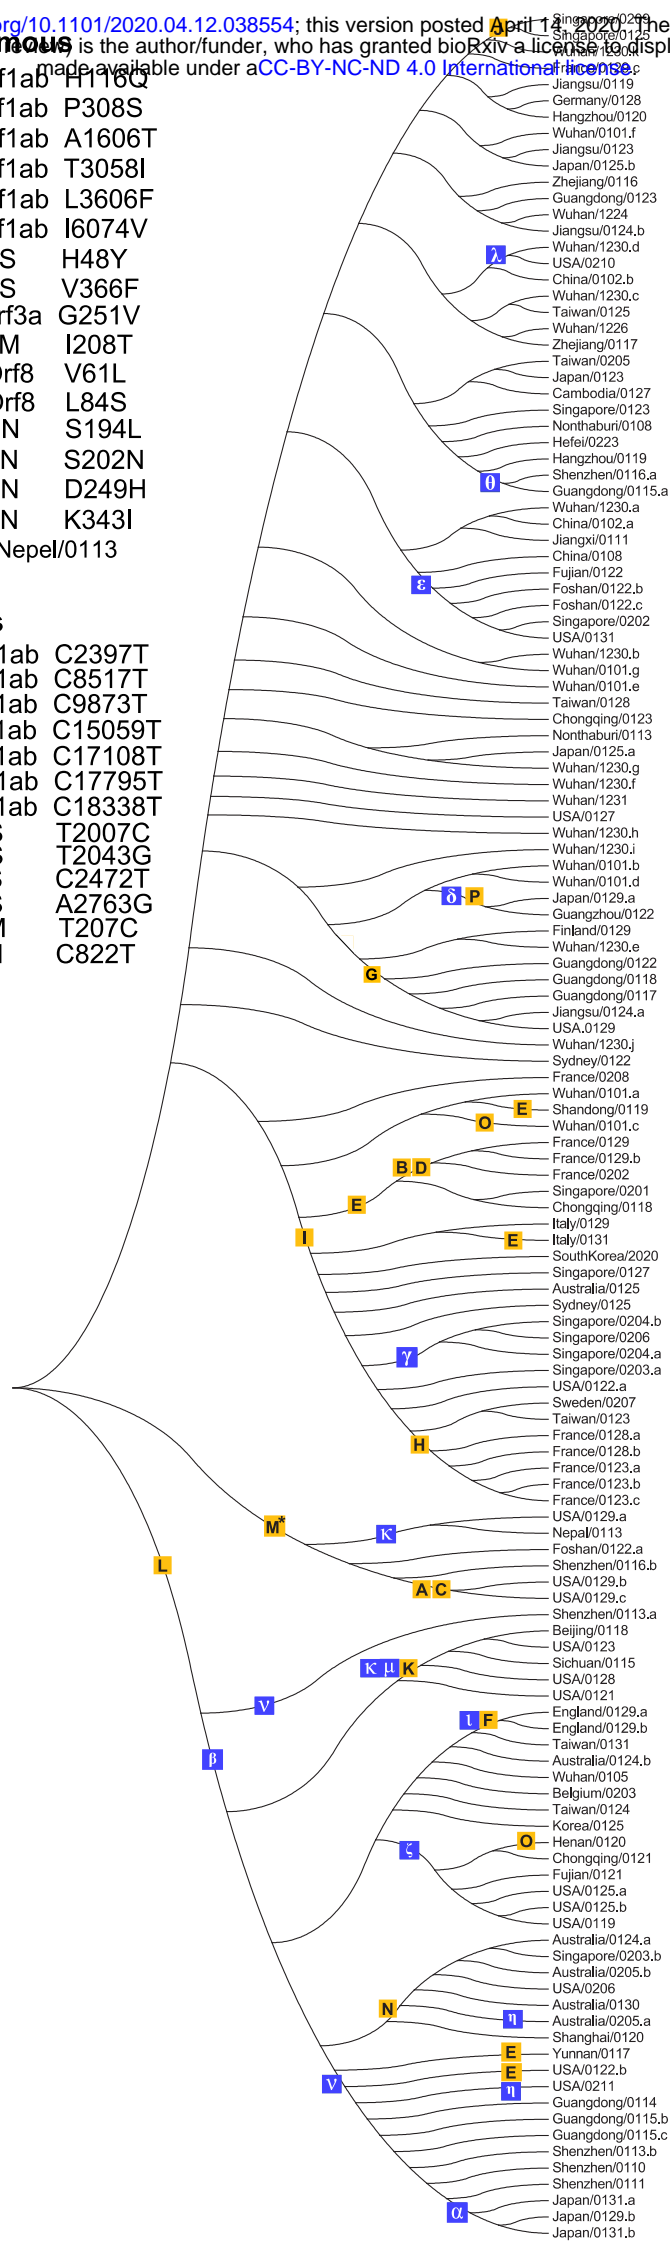 org/10.1101/2020.04.12.038554; this version posted April 14, 2020. The
review) is the author/funder, who has granted bioRxiv a license to displ
made available under aCC-BY-NC-ND 4.0 International license.
mous
f1ab H116Q
f1ab P308S
f1ab A1606T
f1ab T3058I
f1ab L3606F
f1ab I6074V
S H48Y
S V366F
rf3a G251V
M I208T
Orf8 V61L
Orf8 L84S
N S194L
N S202N
N D249H
N K343I
Nepel/0113
s
1ab C2397T
1ab C8517T
1ab C9873T
1ab C15059T
1ab C17108T
1ab C17795T
1ab C18338T
S T2007C
S T2043G
S C2472T
S A2763G
M T207C
C822T
Singapore/0125
Jiangsu/0119
Germany/0128
Hangzhou/0120
Wuhan/0101.f
Jiangsu/0123
Japan/0125.b
Zhejiang/0116
Guangdong/0123
Wuhan/1224
Jiangsu/0124.b
Wuhan/1230.d
λ
USA/0210
China/0102.b
Wuhan/1230.c
Taiwan/0125
Wuhan/1226
Zhejiang/0117
Taiwan/0205
Japan/0123
Cambodia/0127
Singapore/0123
Nonthaburi/0108
Hefei/0223
Hangzhou/0119
Shenzhen/0116.a
θ
Guangdong/0115.a
Wuhan/1230.a
China/0102.a
Jiangxi/0111
China/0108
Fujian/0122
ε
Foshan/0122.b
Foshan/0122.c
Singapore/0202
USA/0131
Wuhan/1230.b
Wuhan/0101.g
Wuhan/0101.e
Taiwan/0128
Chongqing/0123
Nonthaburi/0113
Japan/0125.a
Wuhan/1230.g
Wuhan/1230.f
Wuhan/1231
USA/0127
Wuhan/1230.h
Wuhan/1230.i
Wuhan/0101.b
Wuhan/0101.d
δ P
Japan/0129.a
Guangzhou/0122
Finland/0129
Wuhan/1230.e
Guangdong/0122
G
Guangdong/0118
Guangdong/0117
Jiangsu/0124.a
USA.0129
Wuhan/1230.j
Sydney/0122
France/0208
Wuhan/0101.a
E
Shandong/0119
O
Wuhan/0101.c
France/0129
France/0129.b
B D
France/0202
Singapore/0201
E
Chongqing/0118
Italy/0129
I
E
Italy/0131
SouthKorea/2020
Singapore/0127
Australia/0125
Sydney/0125
Singapore/0204.b
Singapore/0206
γ
Singapore/0204.a
Singapore/0203.a
USA/0122.a
Sweden/0207
Taiwan/0123
France/0128.a
H
France/0128.b
France/0123.a
France/0123.b
France/0123.c
USA/0129.a
M*
κ
Nepal/0113
Foshan/0122.a
L
Shenzhen/0116.b
USA/0129.b
A C
USA/0129.c
Shenzhen/0113.a
Beijing/0118
USA/0123
Sichuan/0115
κ μ K
USA/0128
USA/0121
ν
England/0129.a
ι F
England/0129.b
Taiwan/0131
β
Australia/0124.b
Wuhan/0105
Belgium/0203
Taiwan/0124
Korea/0125
O
Henan/0120
ζ
Chongqing/0121
Fujian/0121
USA/0125.a
USA/0125.b
USA/0119
Australia/0124.a
Singapore/0203.b
Australia/0205.b
USA/0206
N
Australia/0130
η
Australia/0205.a
Shanghai/0120
E
Yunnan/0117
E
USA/0122.b
ν
η
USA/0211
Guangdong/0114
Guangdong/0115.b
Guangdong/0115.c
Shenzhen/0113.b
Shenzhen/0110
Shenzhen/0111
Japan/0131.a
α
Japan/0129.b
Japan/0131.b